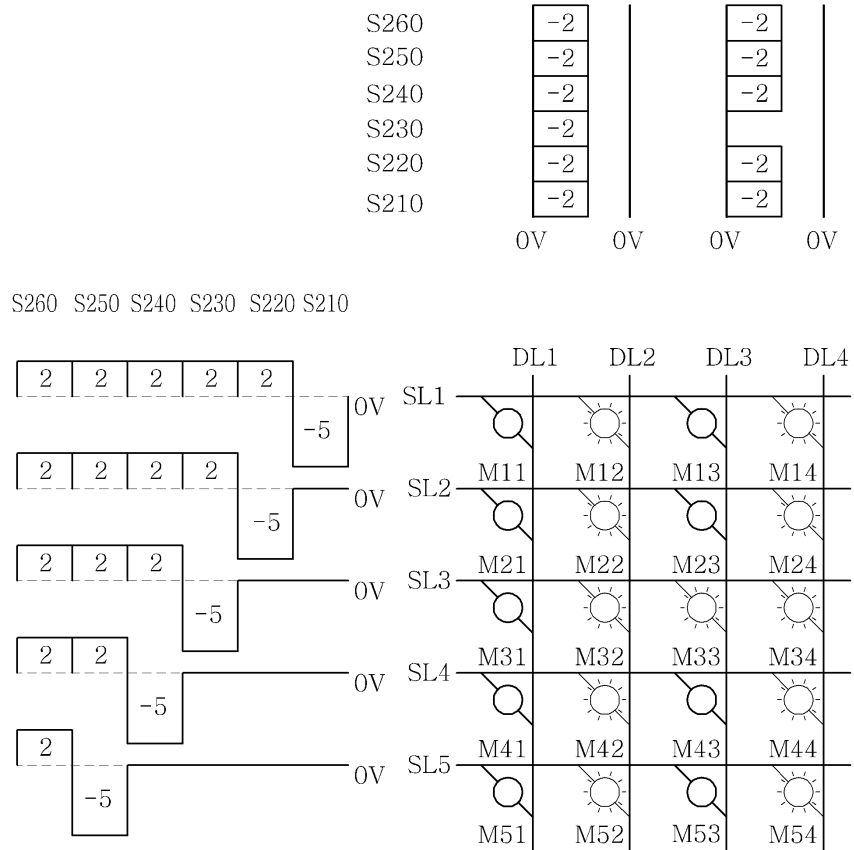 S260 -2 -2
S250 -2 -2
S240 -2 -2
S230 -2
S220 -2 -2
S210 -2 -2
0V 0V 0V 0V
S260 S250 S240 S230 S220 S210
DL1 DL2 DL3 DL4
2 2 2 2 2 -5 0V SL1
M11 M12 M13 M14
2 2 2 2 -5 0V SL2
M21 M22 M23 M24
2 2 2 -5 0V SL3
M31 M32 M33 M34
2 2 -5 0V SL4
M41 M42 M43 M44
2 -5 0V SL5
M51 M52 M53 M54